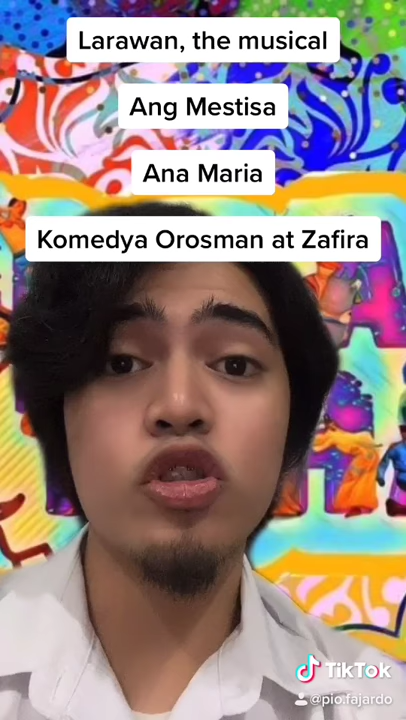 Larawan, the musical
Ang Mestisa
Ana Maria
Komedya Orosman at Zafira
TikTok
@pio.fajardo